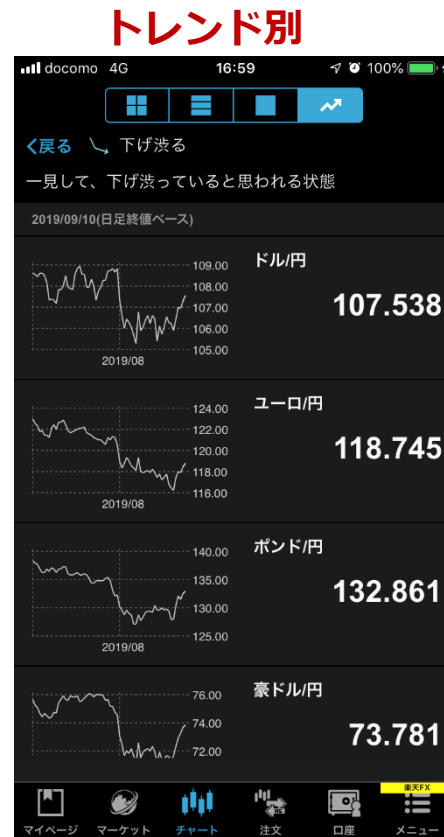 トレンド別
docomo 4G 16:59 100%
戻る 下げ渋る
一見して、下げ渋っていると思われる状態
2019/09/10(日足終値ベース)
ドル/円
109.00
108.00
107.00
106.00
105.00
107.538
2019/08
ユーロ/円
124.00
122.00
120.00
118.00
116.00
118.745
2019/08
ポンド/円
140.00
135.00
130.00
125.00
132.861
2019/08
豪ドル/円
76.00
74.00
72.00
73.781
楽天FX
マイページ マーケット チャート 注文 口座 メニュー